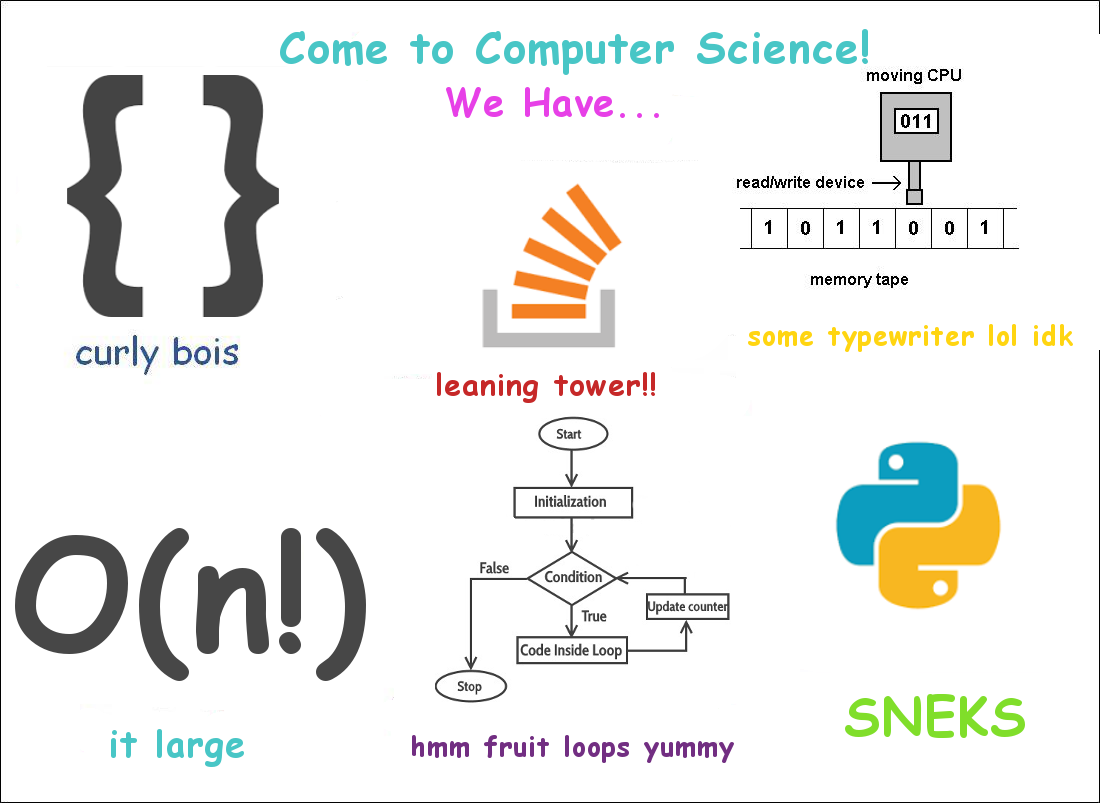 Come to Computer Science!
We Have...
{ }
curly bois
leaning tower!!
moving CPU
011
read/write device
1 0 1 1 0 0 1
memory tape
some typewriter lol idk
O(n!)
it large
Start
Initialization
Condition
False
True
Update counter
Code Inside Loop
Stop
hmm fruit loops yummy
SNEKS